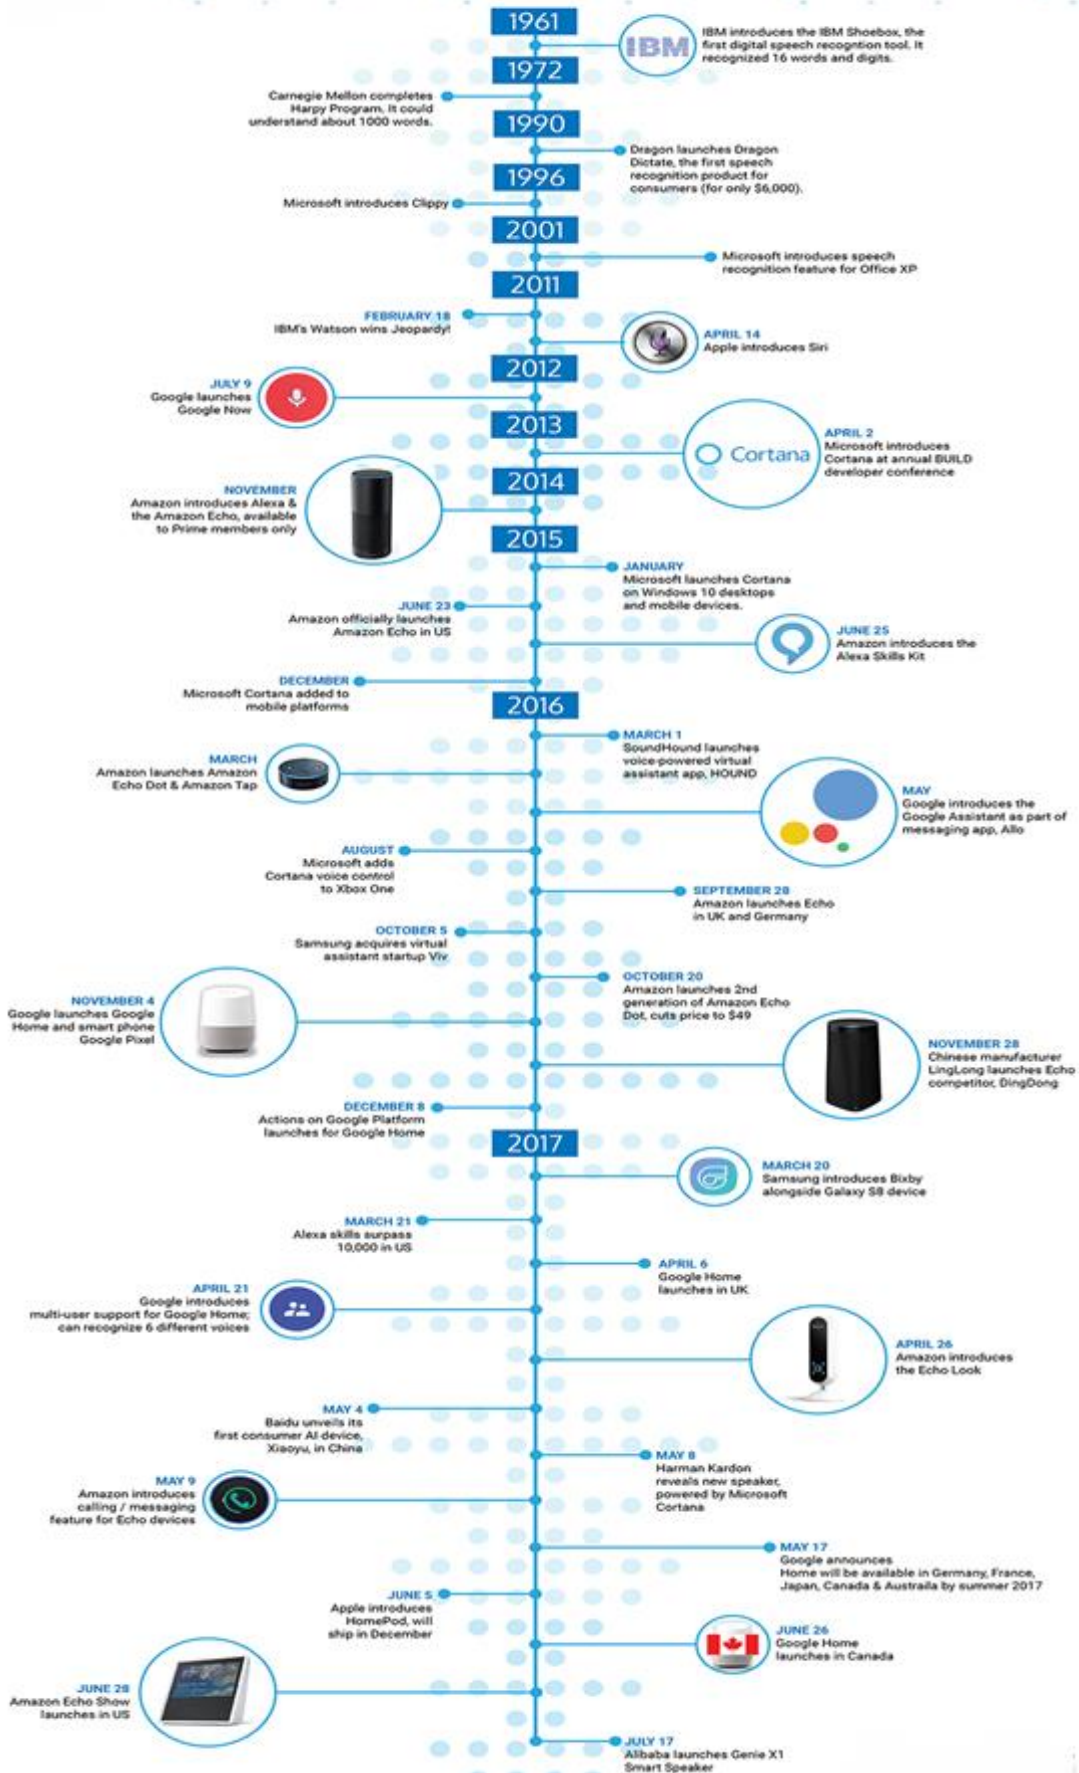 1961
IBM
IBM introduces the IBM Shoebox, the
first digital speech recogntion tool. It
recognized 16 words and digits.
1972
Carnegie Mellon completes
Harpy Program. It could
understand about 1000 words.
1990
Dragon launches Dragon
Dictate, the first speech
recognition product for
consumers (for only $6,000).
1996
Microsoft introduces Clippy
2001
Microsoft introduces speech
recognition feature for Office XP
2011
FEBRUARY 18
IBM's Watson wins Jeopardy!
APRIL 14
Apple introduces Siri
2012
JULY 9
Google launches
Google Now
2013
Cortana
APRIL 2
Microsoft introduces
Cortana at annual BUILD
developer conference
2014
NOVEMBER
Amazon introduces Alexa &
the Amazon Echo, available
to Prime members only
2015
JANUARY
Microsoft launches Cortana
on Windows 10 desktops
and mobile devices.
JUNE 23
Amazon officially launches
Amazon Echo in US
JUNE 25
Amazon introduces the
Alexa Skills Kit
DECEMBER
Microsoft Cortana added to
mobile platforms
2016
MARCH 1
SoundHound launches
voice-powered virtual
assistant app, HOUND
MARCH
Amazon launches Amazon
Echo Dot & Amazon Tap
MAY
Google introduces the
Google Assistant as part of
messaging app, Allo
AUGUST
Microsoft adds
Cortana voice control
to Xbox One
SEPTEMBER 28
Amazon launches Echo
in UK and Germany
OCTOBER 5
Samsung acquires virtual
assistant startup Viv
OCTOBER 20
Amazon launches 2nd
generation of Amazon Echo
Dot, cuts price to $49
NOVEMBER 4
Google launches Google
Home and smart phone
Google Pixel
NOVEMBER 28
Chinese manufacturer
LingLong launches Echo
competitor, DingDong
DECEMBER 8
Actions on Google Platform
launches for Google Home
2017
MARCH 20
Samsung introduces Bixby
alongside Galaxy S8 device
MARCH 21
Alexa skills surpass
10,000 in US
APRIL 6
Google Home
launches in UK
APRIL 21
Google introduces
multi-user support for Google Home;
can recognize 6 different voices
APRIL 26
Amazon introduces
the Echo Look
MAY 4
Baidu unveils its
first consumer AI device,
Xiaoyu, in China
MAY 8
Harman Kardon
reveals new speaker,
powered by Microsoft
Cortana
MAY 9
Amazon introduces
calling / messaging
feature for Echo devices
MAY 17
Google announces
Home will be available in Germany, France,
Japan, Canada & Austraila by summer 2017
JUNE 5
Apple introduces
HomePod, will
ship in December
JUNE 26
Google Home
launches in Canada
JUNE 28
Amazon Echo Show
launches in US
JULY 17
Alibaba launches Genie X1
Smart Speaker